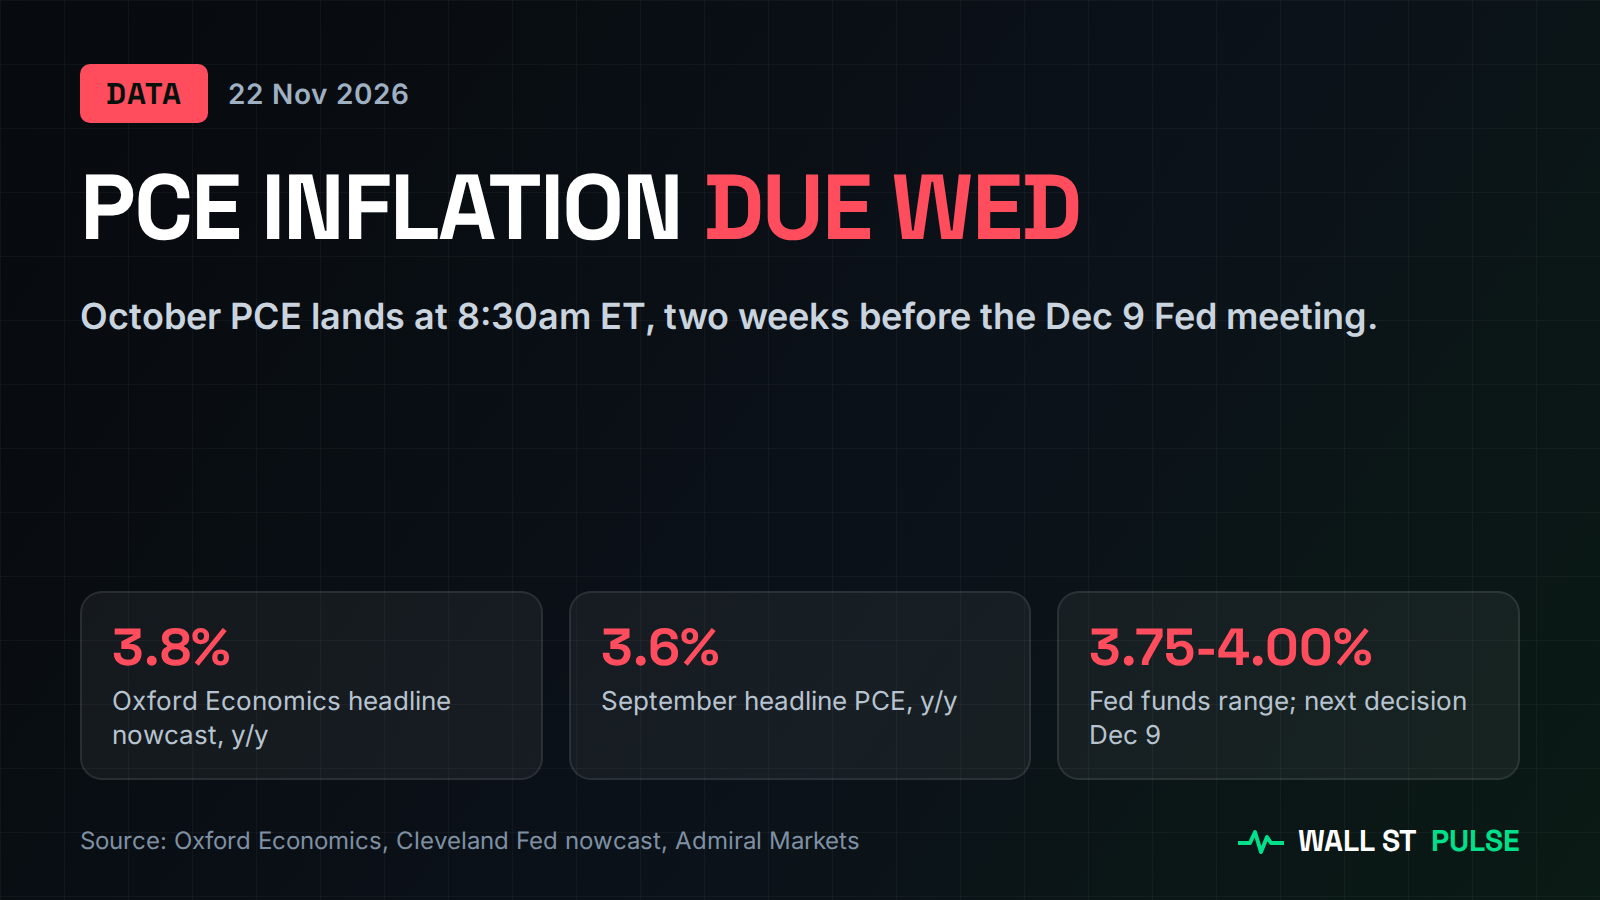 DATA 22 Nov 2026
PCE INFLATION DUE WED
October PCE lands at 8:30am ET, two weeks before the Dec 9 Fed meeting.
3.8%
Oxford Economics headline
nowcast, y/y
3.6%
September headline PCE, y/y
3.75-4.00%
Fed funds range; next decision
Dec 9
Source: Oxford Economics, Cleveland Fed nowcast, Admiral Markets
WALL ST PULSE